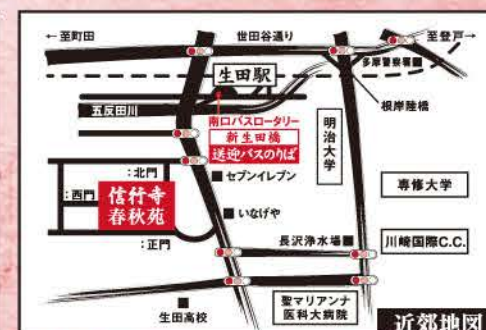 ←至町田
世田谷通り
至登戸→
多摩警察署
生田駅
根岸陸橋
五反田川
南口バスロータリー
新生田橋
送迎バスのりば
明治大学
:北門
セブンイレブン
:西門
信行寺
春秋苑
専修大学
いなげや
:正門
長沢浄水場
川崎国際C.C.
生田高校
聖マリアンナ
医科大病院
近郊地図